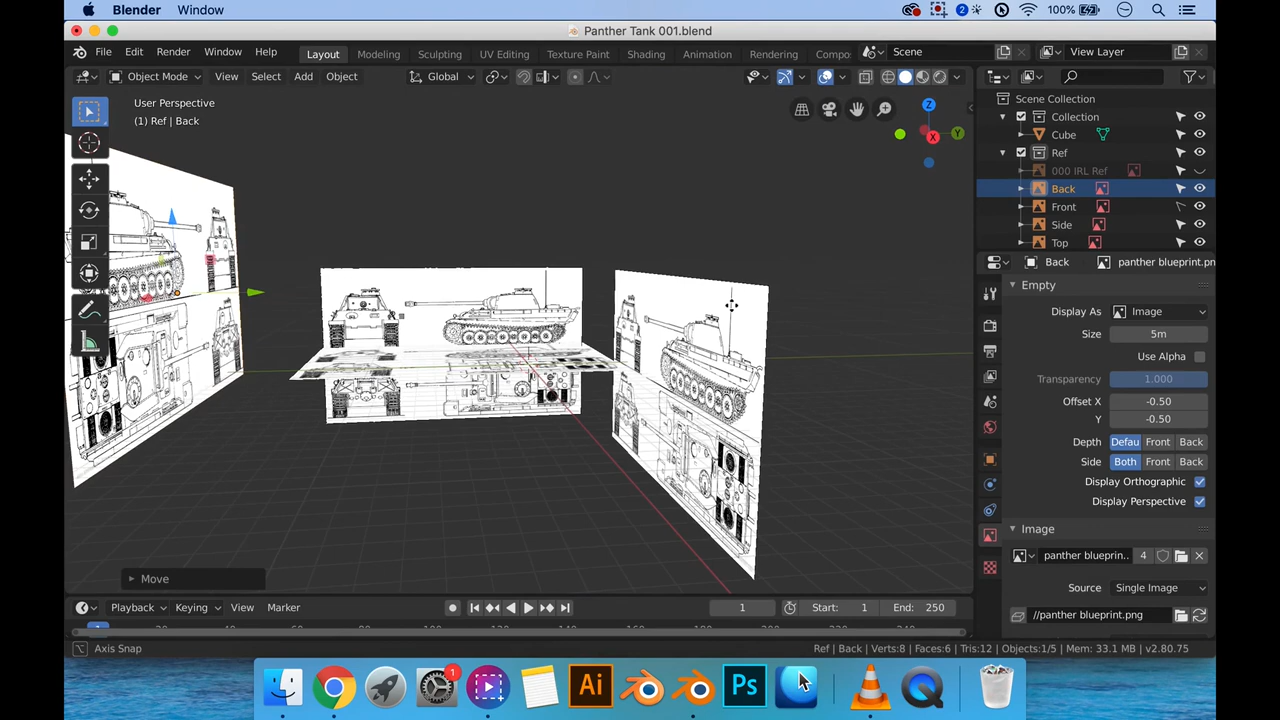 Blender Window 100%
Panther Tank 001.blend
File Edit Render Window Help Layout Modeling Sculpting UV Editing Texture Paint Shading Animation Rendering Compo Scene View Layer
Object Mode View Select Add Object Global
User Perspective
(1) Ref | Back
Z
Y
X
Scene Collection
Collection
Cube
Ref
000 IRL Ref
Back
Front
Side
Top
Back panther blueprint.pn
Empty
Display As Image
Size 5m
Use Alpha
Transparency 1.000
Offset X -0.50
Y -0.50
Depth Defau Front Back
Side Both Front Back
Display Orthographic
Display Perspective
Image
panther blueprin.. 4
Source Single Image
//panther blueprint.png
Move
Playback Keying View Marker 1 Start: 1 End: 250
Axis Snap Ref | Back | Verts:8 | Faces:6 | Tris:12 | Objects:1/5 | Mem: 33.1 MB | v2.80.75
1 Ai Ps